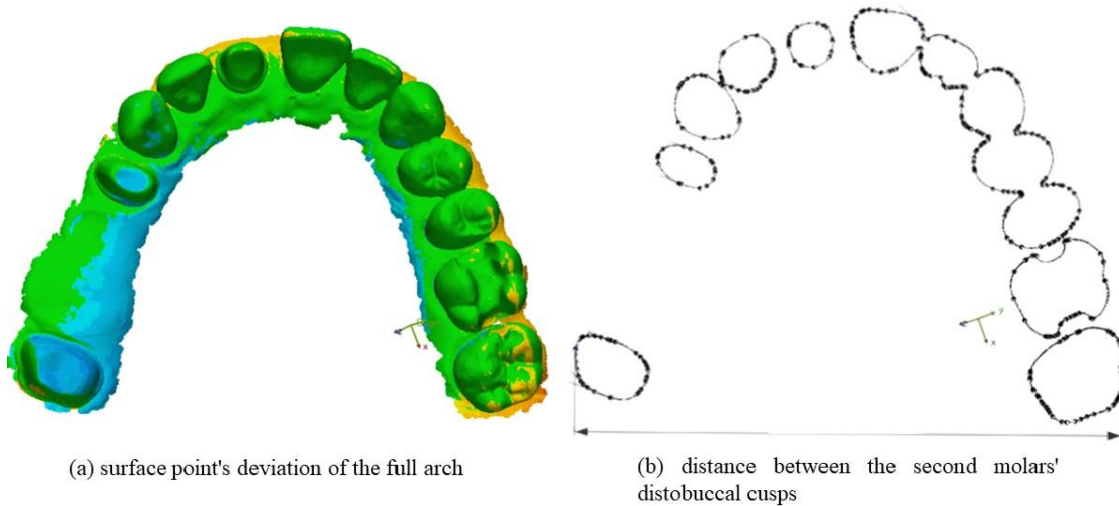 (a) surface point's deviation of the full arch
(b) distance between the second molars'
distobuccal cusps
x
y
x